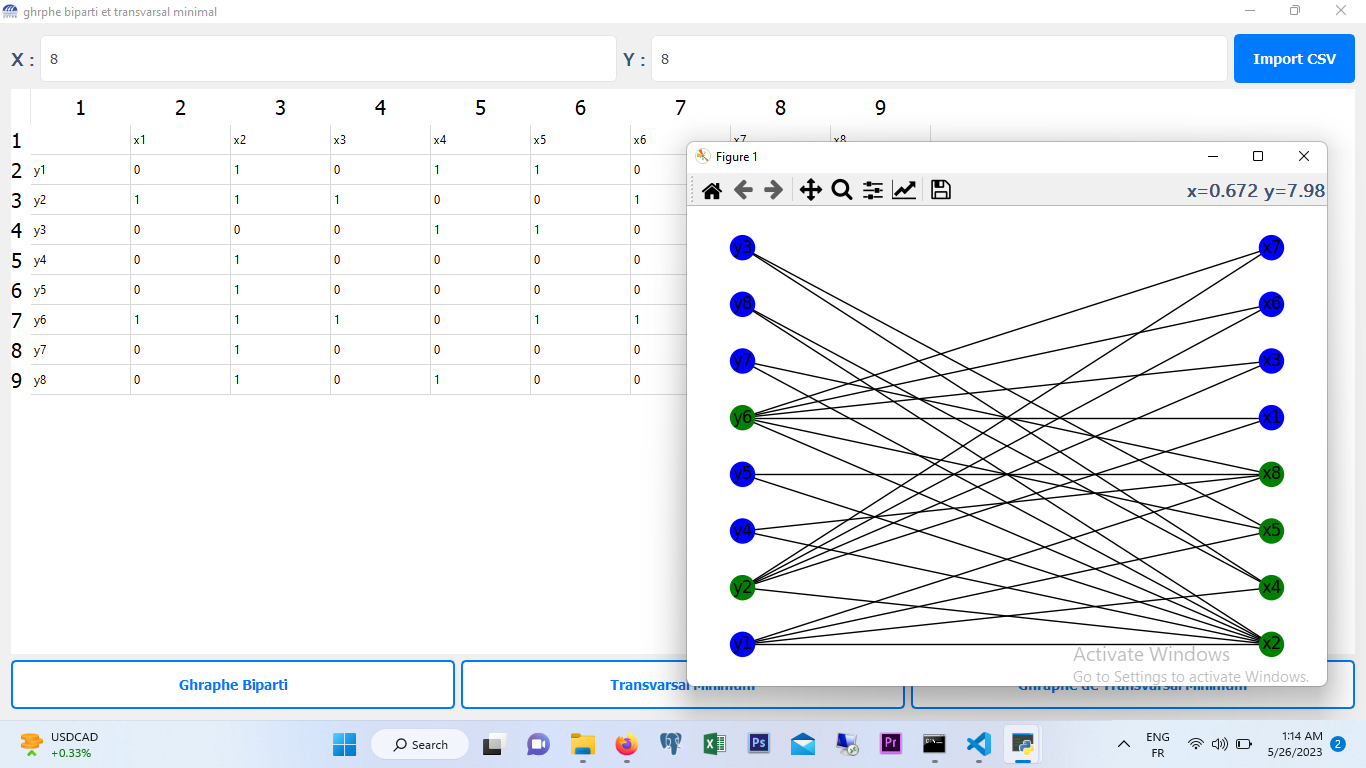 ghrphe biparti et transvarsal minimal
X : 8 Y : 8 Import CSV
1 2 3 4 5 6 7 8 9
1 x1 x2 x3 x4 x5 x6 x7 x8
2 y1 0 1 0 1 1 0
3 y2 1 1 1 0 0 1
4 y3 0 0 0 1 1 0
5 y4 0 1 0 0 0 0
6 y5 0 1 0 0 0 0
7 y6 1 1 1 0 1 1
8 y7 0 1 0 0 0 0
9 y8 0 1 0 1 0 0
Figure 1
x=0.672 y=7.98
y3 x7
y8 x6
y7 x3
y6 x1
y5 x8
y4 x5
y2 x4
y1 x2
Activate Windows
Go to Settings to activate Windows.
Ghraphe Biparti Transvarsal Minimum Ghraphe de Transvarsal Minimum
USDCAD
+0.33%
Search
Ps
Pr
ENG
FR
1:14 AM
5/26/2023
2